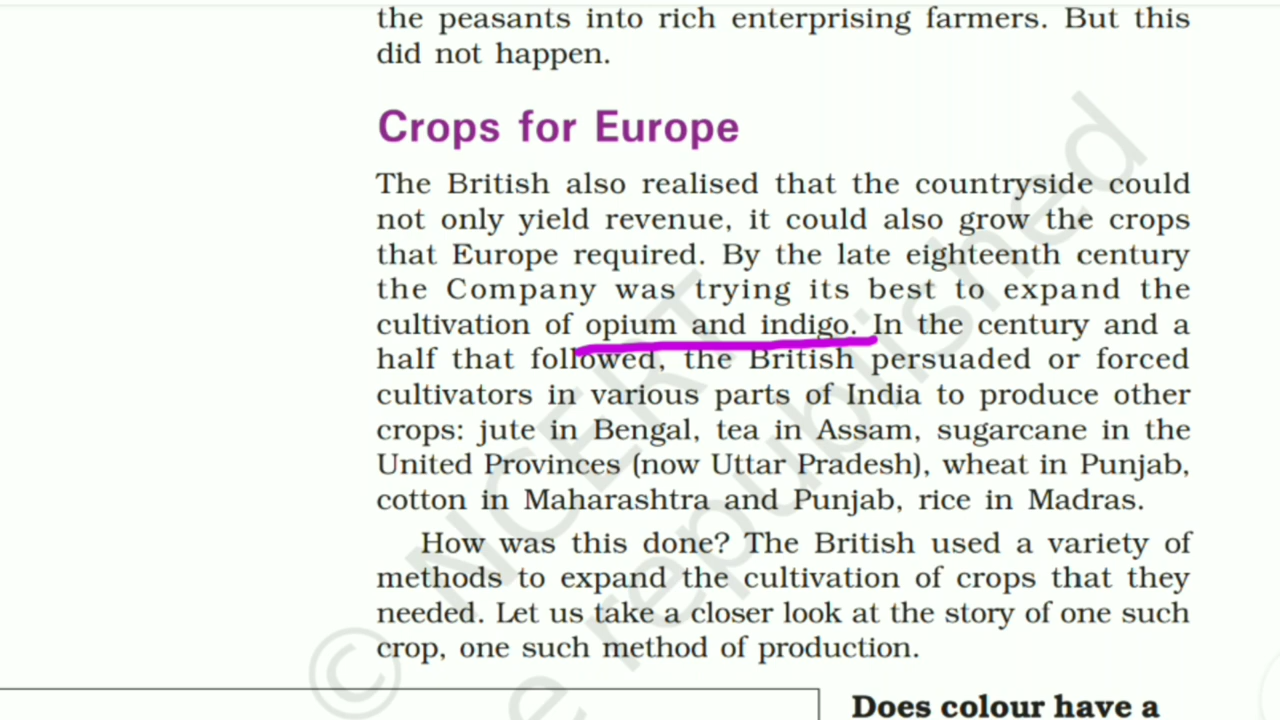 the peasants into rich enterprising farmers. But this
did not happen.
Crops for Europe
The British also realised that the countryside could
not only yield revenue, it could also grow the crops
that Europe required. By the late eighteenth century
the Company was trying its best to expand the
cultivation of opium and indigo. In the century and a
half that followed, the British persuaded or forced
cultivators in various parts of India to produce other
crops: jute in Bengal, tea in Assam, sugarcane in the
United Provinces (now Uttar Pradesh), wheat in Punjab,
cotton in Maharashtra and Punjab, rice in Madras.
How was this done? The British used a variety of
methods to expand the cultivation of crops that they
needed. Let us take a closer look at the story of one such
crop, one such method of production.
Does colour have a
© NCERT
republished